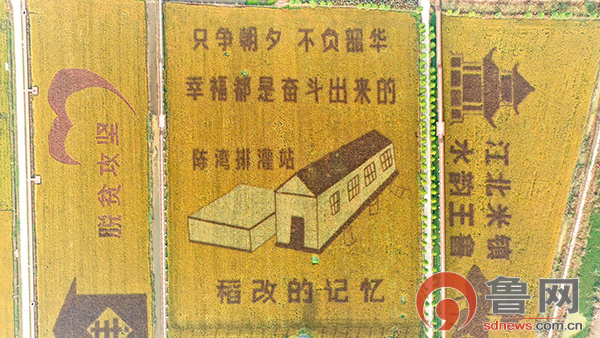 脱贫攻坚
只争朝夕 不负韶华
幸福都是奋斗出来的
陈湾排灌站
稻改的记忆
江北米镇
水韵王鲁
鲁网
sdnews.com.cn